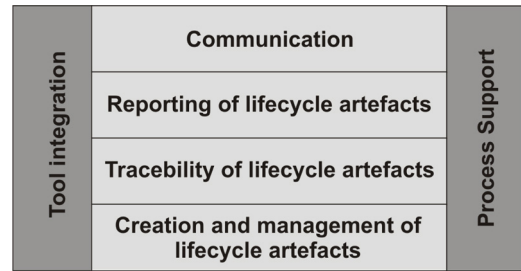 Tool integration
Communication
Reporting of lifecycle artefacts
Tracebility of lifecycle artefacts
Creation and management of
lifecycle artefacts
Process Support